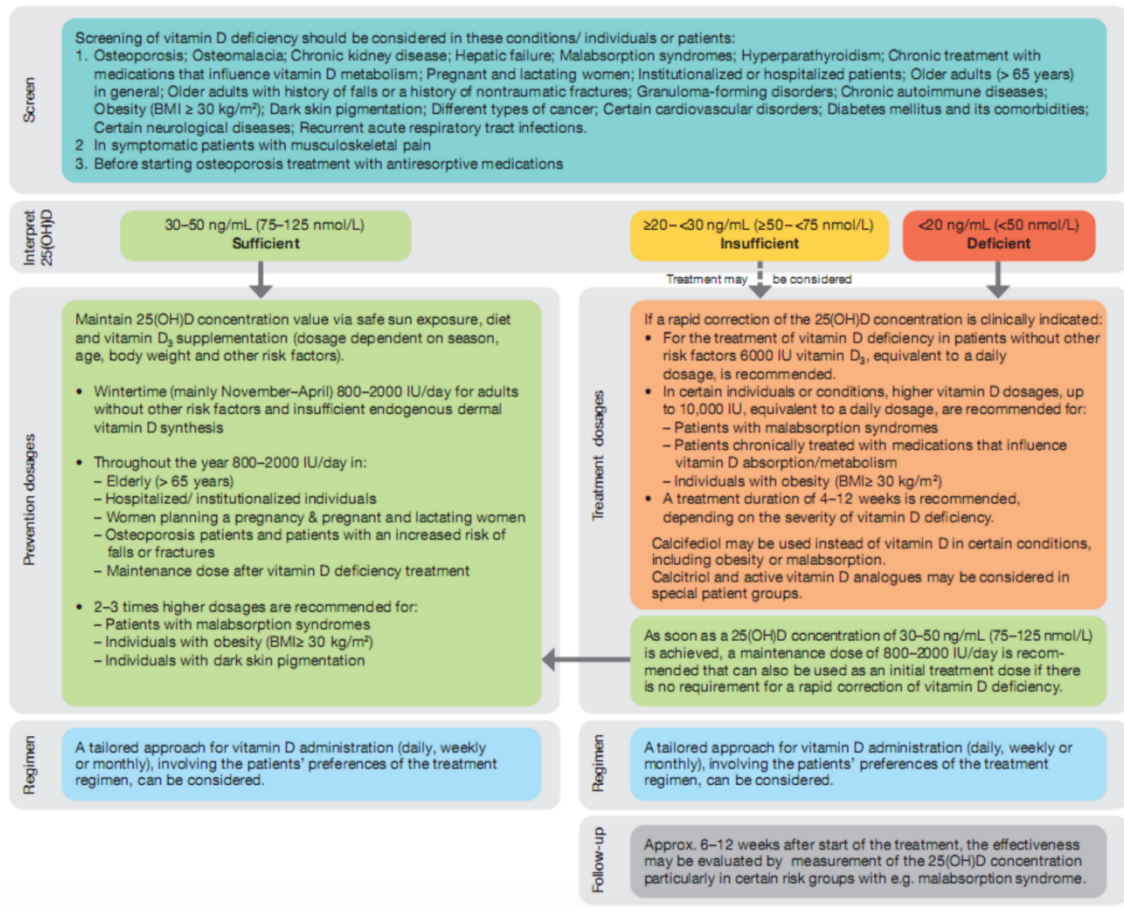 Screen
Screening of vitamin D deficiency should be considered in these conditions/ individuals or patients:
1. Osteoporosis; Osteomalacia; Chronic kidney disease; Hepatic failure; Malabsorption syndromes; Hyperparathyroidism; Chronic treatment with
medications that influence vitamin D metabolism; Pregnant and lactating women; Institutionalized or hospitalized patients; Older adults (> 65 years)
in general; Older adults with history of falls or a history of nontraumatic fractures; Granuloma-forming disorders; Chronic autoimmune diseases;
Obesity (BMI ≥ 30 kg/m²); Dark skin pigmentation; Different types of cancer; Certain cardiovascular disorders; Diabetes mellitus and its comorbidities;
Certain neurological diseases; Recurrent acute respiratory tract infections.
2 In symptomatic patients with musculoskeletal pain
3. Before starting osteoporosis treatment with antiresorptive medications
Interpret
25(OH)D
30–50 ng/mL (75–125 nmol/L)
Sufficient
≥20–<30 ng/mL (≥50–<75 nmol/L)
Insufficient
<20 ng/mL (<50 nmol/L)
Deficient
Treatment may be considered
Prevention dosages
Maintain 25(OH)D concentration value via safe sun exposure, diet
and vitamin D₃ supplementation (dosage dependent on season,
age, body weight and other risk factors).
• Wintertime (mainly November–April) 800–2000 IU/day for adults
without other risk factors and insufficient endogenous dermal
vitamin D synthesis
• Throughout the year 800–2000 IU/day in:
– Elderly (> 65 years)
– Hospitalized/ institutionalized individuals
– Women planning a pregnancy & pregnant and lactating women
– Osteoporosis patients and patients with an increased risk of
falls or fractures
– Maintenance dose after vitamin D deficiency treatment
• 2–3 times higher dosages are recommended for:
– Patients with malabsorption syndromes
– Individuals with obesity (BMI≥ 30 kg/m²)
– Individuals with dark skin pigmentation
Treatment dosages
If a rapid correction of the 25(OH)D concentration is clinically indicated:
• For the treatment of vitamin D deficiency in patients without other
risk factors 6000 IU vitamin D₃, equivalent to a daily
dosage, is recommended.
• In certain individuals or conditions, higher vitamin D dosages, up
to 10,000 IU, equivalent to a daily dosage, are recommended for:
– Patients with malabsorption syndromes
– Patients chronically treated with medications that influence
vitamin D absorption/metabolism
– Individuals with obesity (BMI≥ 30 kg/m²)
• A treatment duration of 4–12 weeks is recommended,
depending on the severity of vitamin D deficiency.
Calcifediol may be used instead of vitamin D in certain conditions,
including obesity or malabsorption.
Calcitriol and active vitamin D analogues may be considered in
special patient groups.
As soon as a 25(OH)D concentration of 30–50 ng/mL (75–125 nmol/L)
is achieved, a maintenance dose of 800–2000 IU/day is recom-
mended that can also be used as an initial treatment dose if there
is no requirement for a rapid correction of vitamin D deficiency.
Regimen
A tailored approach for vitamin D administration (daily, weekly
or monthly), involving the patients' preferences of the treatment
regimen, can be considered.
Regimen
A tailored approach for vitamin D administration (daily, weekly or
monthly), involving the patients' preferences of the treatment
regimen, can be considered.
Follow-up
Approx. 6–12 weeks after start of the treatment, the effectiveness
may be evaluated by measurement of the 25(OH)D concentration
particularly in certain risk groups with e.g. malabsorption syndrome.